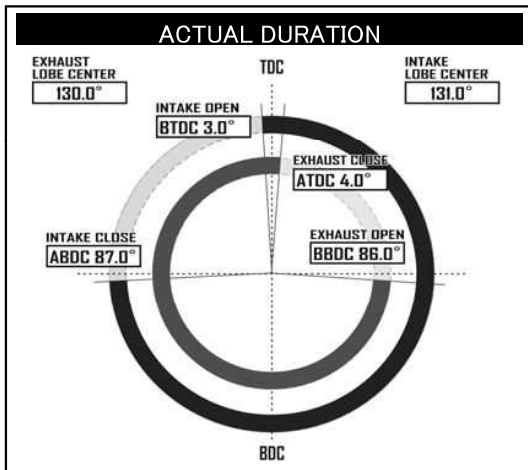 ACTUAL DURATION
EXHAUST
LOBE CENTER
130.0°
TDC
INTAKE
LOBE CENTER
131.0°
INTAKE OPEN
BTDC 3.0°
EXHAUST CLOSE
ATDC 4.0°
INTAKE CLOSE
ABDC 87.0°
EXHAUST OPEN
BBDC 86.0°
BDC